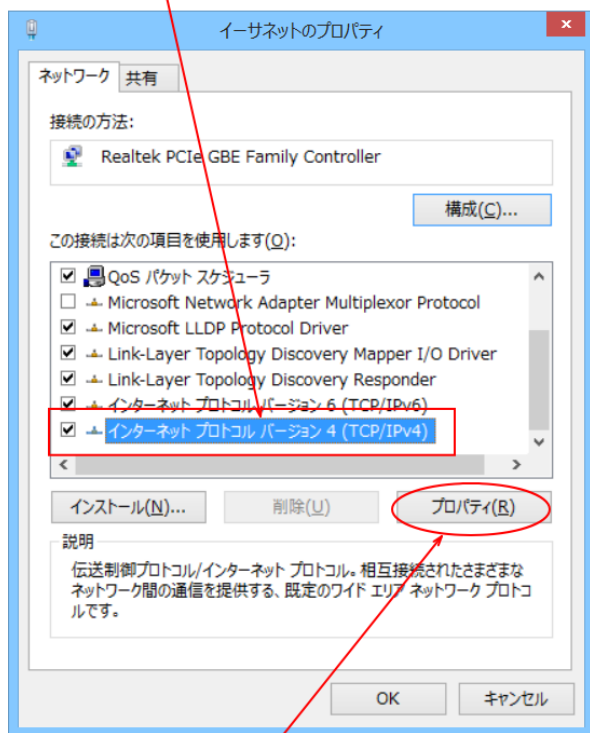 イーサネットのプロパティ
ネットワーク 共有
接続の方法:
Realtek PCIe GBE Family Controller
構成(C)...
この接続は次の項目を使用します(O):
QoS パケット スケジューラ
Microsoft Network Adapter Multiplexor Protocol
Microsoft LLDP Protocol Driver
Link-Layer Topology Discovery Mapper I/O Driver
Link-Layer Topology Discovery Responder
インターネット プロトコル バージョン 6 (TCP/IPv6)
インターネット プロトコル バージョン 4 (TCP/IPv4)
インストール(N)... 削除(U) プロパティ(R)
説明
伝送制御プロトコル/インターネット プロトコル。相互接続されたさまざまな
ネットワーク間の通信を提供する、既定のワイド エリア ネットワーク プロトコ
ルです。
OK キャンセル